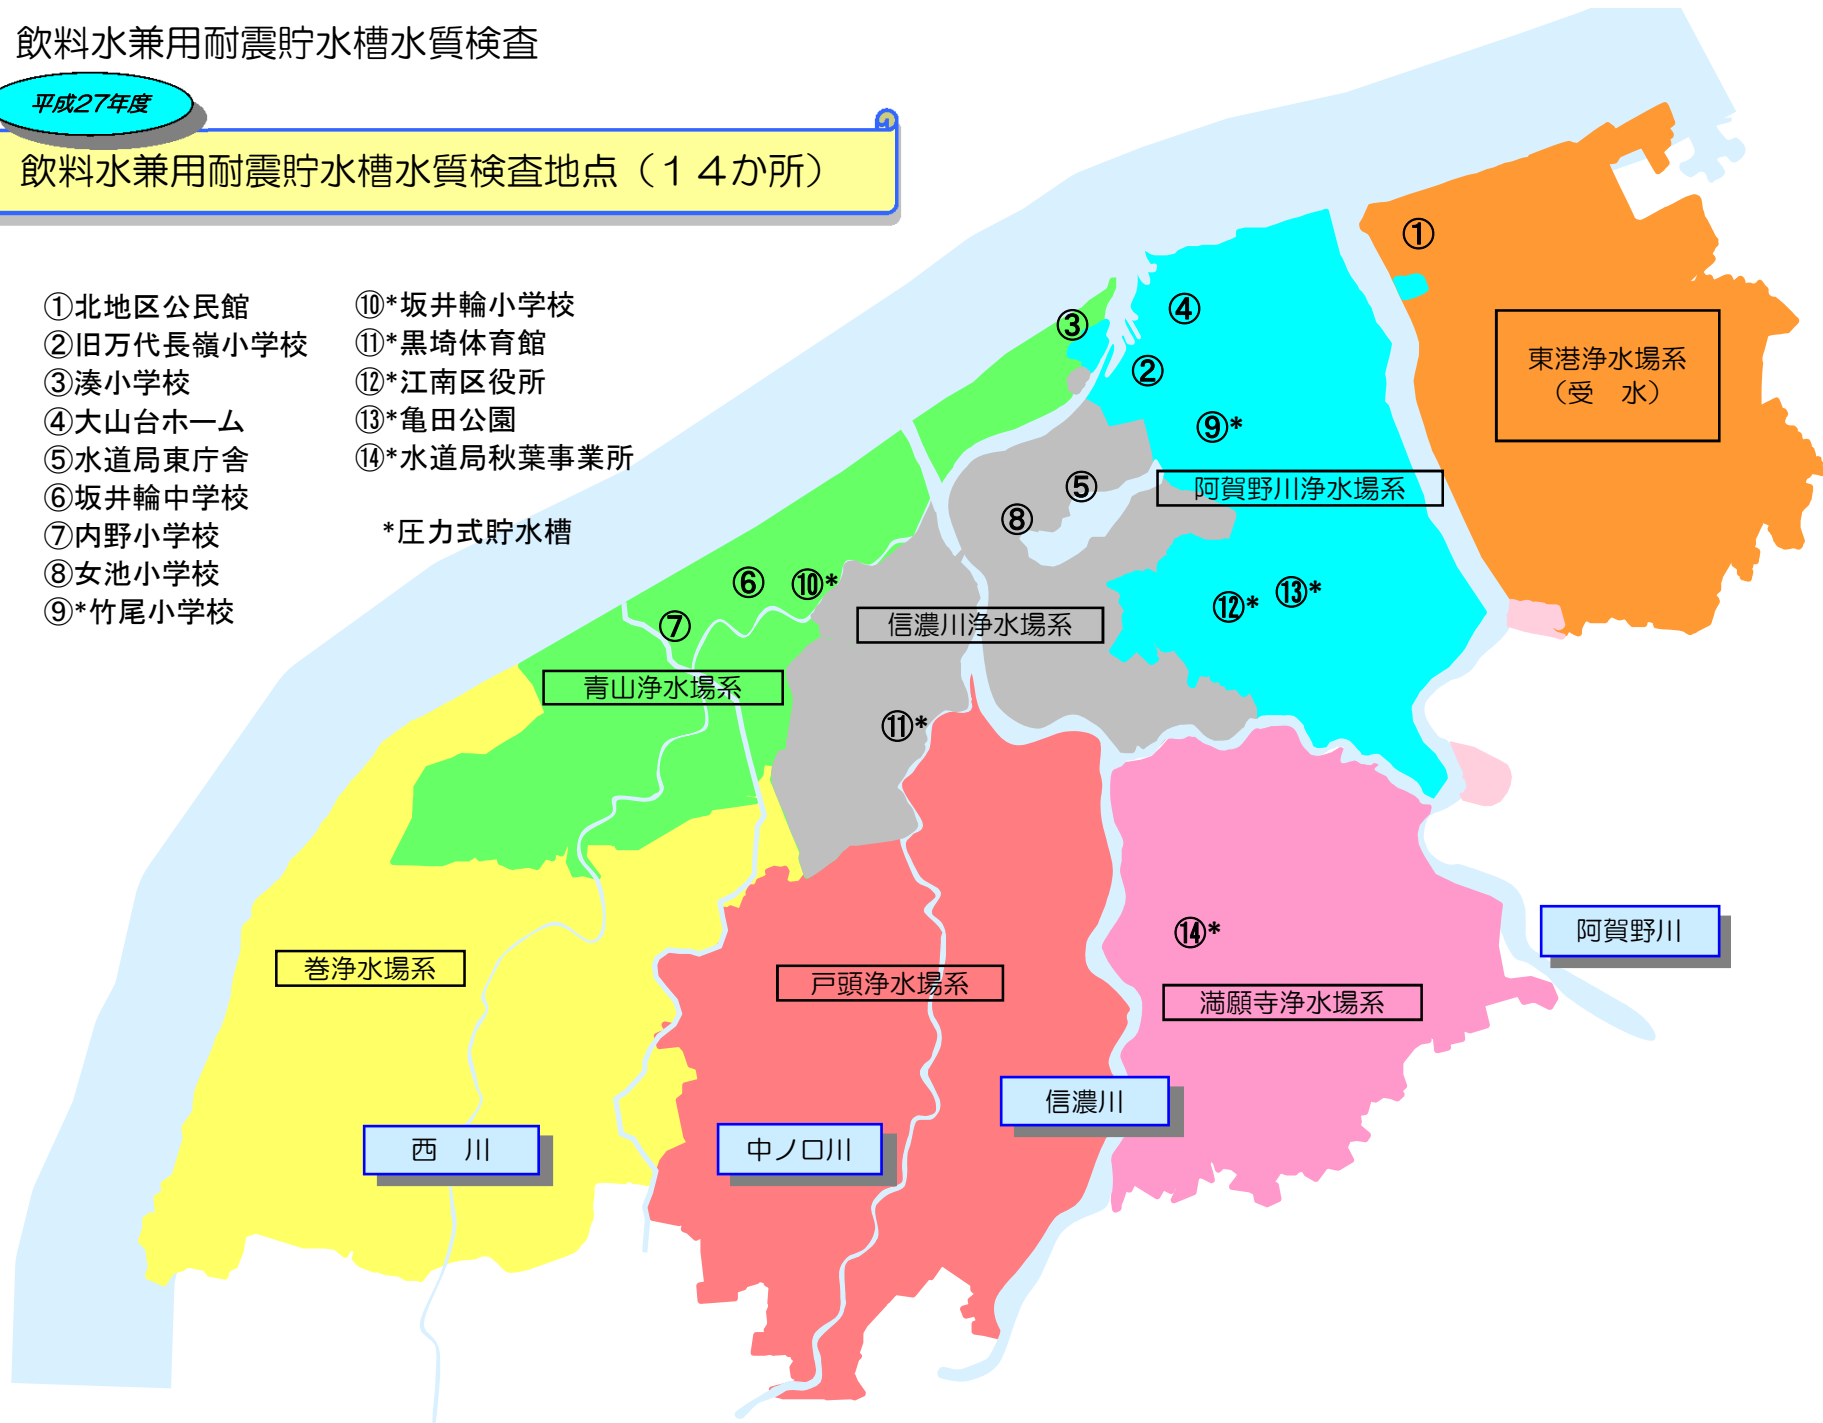 飲料水兼用耐震貯水槽水質検査
平成27年度
飲料水兼用耐震貯水槽水質検査地点（１４か所）
①北地区公民館
②旧万代長嶺小学校
③湊小学校
④大山台ホーム
⑤水道局東庁舎
⑥坂井輪中学校
⑦内野小学校
⑧女池小学校
⑨*竹尾小学校
⑩*坂井輪小学校
⑪*黒埼体育館
⑫*江南区役所
⑬*亀田公園
⑭*水道局秋葉事業所
*圧力式貯水槽
①
③
④
②
東港浄水場系
（受　水）
⑨*
⑤
阿賀野川浄水場系
⑧
⑥
⑩*
⑬*
⑫*
⑦
信濃川浄水場系
青山浄水場系
⑪*
⑭*
阿賀野川
巻浄水場系
戸頭浄水場系
満願寺浄水場系
信濃川
西　川
中ノ口川